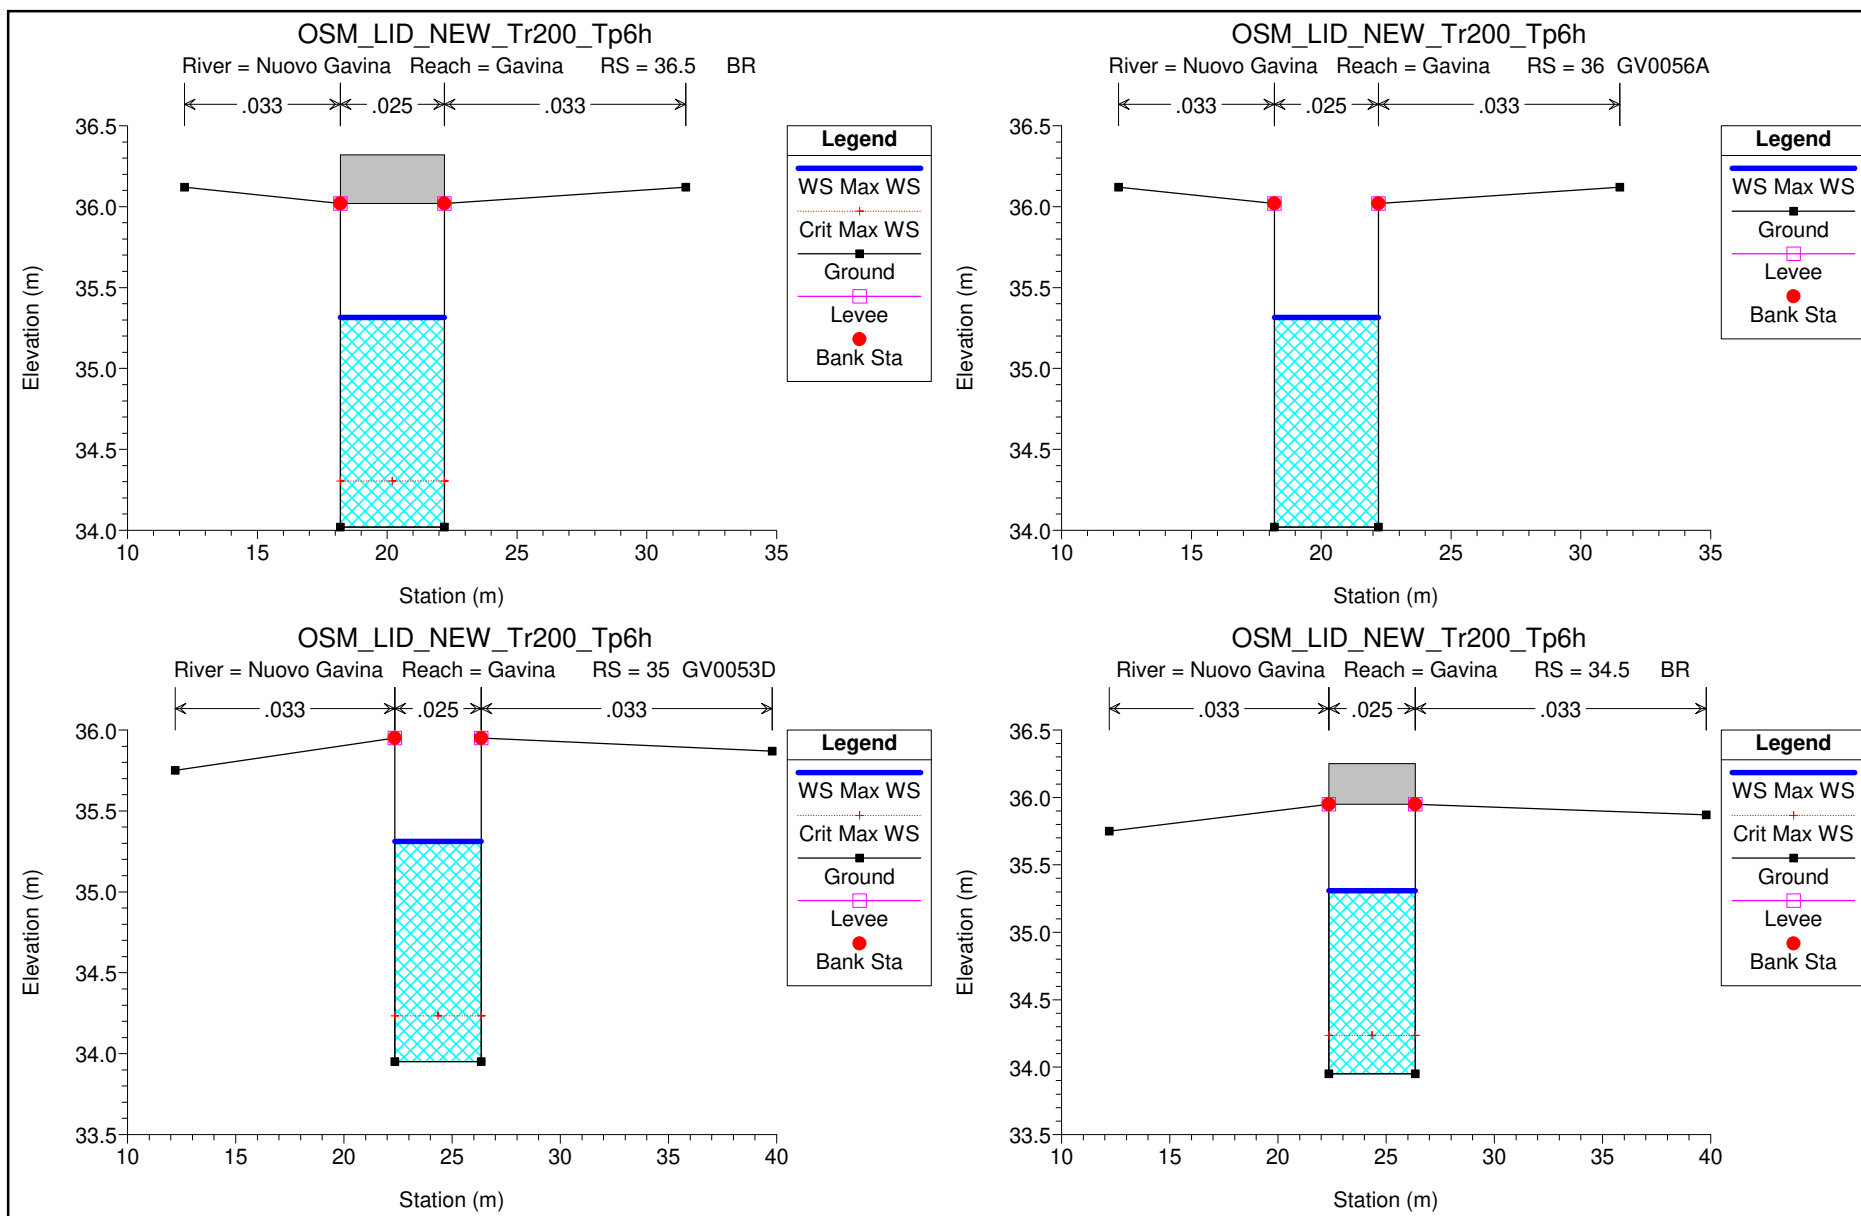 OSM_LID_NEW_Tr200_Tp6h
River = Nuovo Gavina Reach = Gavina RS = 36.5 BR
.033 .025 .033
36.5
36.0
35.5
35.0
34.5
34.0
10 15 20 25 30 35
Station (m)
Elevation (m)
Legend
WS Max WS
Crit Max WS
Ground
Levee
Bank Sta
OSM_LID_NEW_Tr200_Tp6h
River = Nuovo Gavina Reach = Gavina RS = 36 GV0056A
.033 .025 .033
36.5
36.0
35.5
35.0
34.5
34.0
10 15 20 25 30 35
Station (m)
Elevation (m)
Legend
WS Max WS
Ground
Levee
Bank Sta
OSM_LID_NEW_Tr200_Tp6h
River = Nuovo Gavina Reach = Gavina RS = 35 GV0053D
.033 .025 .033
36.0
35.5
35.0
34.5
34.0
33.5
10 15 20 25 30 35 40
Station (m)
Elevation (m)
Legend
WS Max WS
Crit Max WS
Ground
Levee
Bank Sta
OSM_LID_NEW_Tr200_Tp6h
River = Nuovo Gavina Reach = Gavina RS = 34.5 BR
.033 .025 .033
36.5
36.0
35.5
35.0
34.5
34.0
33.5
10 15 20 25 30 35 40
Station (m)
Elevation (m)
Legend
WS Max WS
Crit Max WS
Ground
Levee
Bank Sta